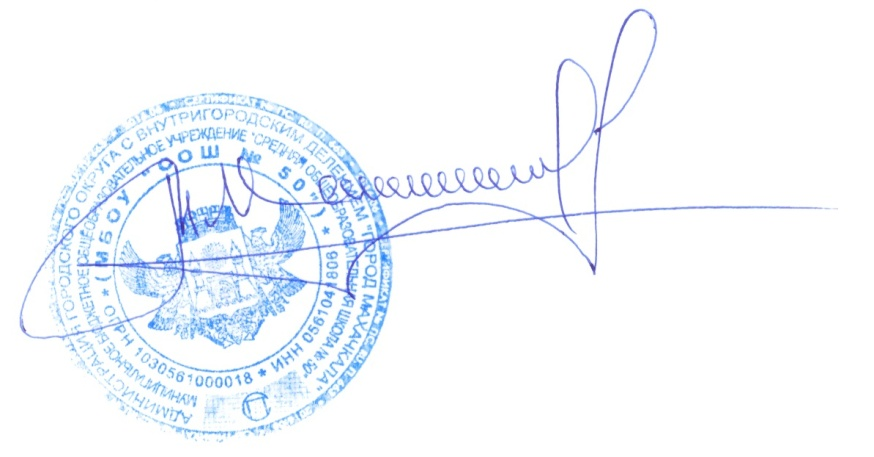 АДМИНИСТРАЦИЯ ГОРОДСКОГО ОКРУГА С ВНУТРИГОРОДСКИМ ДЕЛЕНИЕМ "ГОРОД МАХАЧКАЛА"
МУНИЦИПАЛЬНОЕ БЮДЖЕТНОЕ ОБЩЕОБРАЗОВАТЕЛЬНОЕ УЧРЕЖДЕНИЕ "СРЕДНЯЯ ОБЩЕОБРАЗОВАТЕЛЬНАЯ ШКОЛА № 50"
* (МБОУ "СОШ № 50") *
ОГРН 1030561000018 * ИНН 0561041806